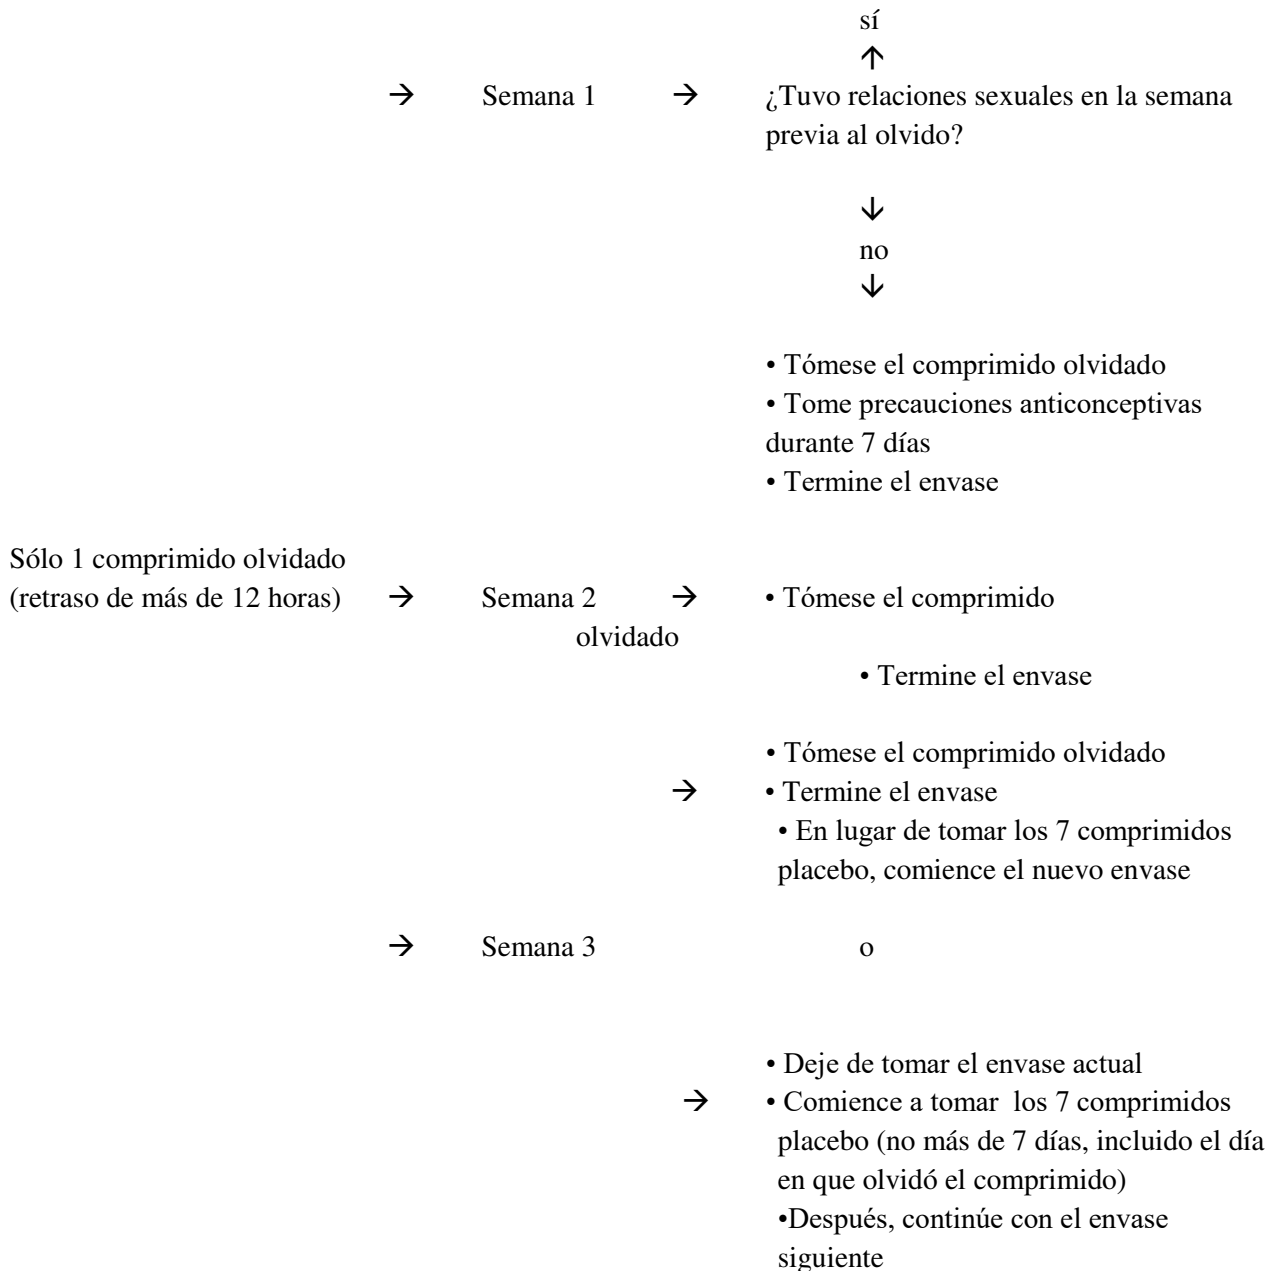 sí
↑
→ Semana 1 → ¿Tuvo relaciones sexuales en la semana
previa al olvido?
↓
no
↓
• Tómese el comprimido olvidado
• Tome precauciones anticonceptivas
durante 7 días
• Termine el envase
Sólo 1 comprimido olvidado
(retraso de más de 12 horas) → Semana 2 → • Tómese el comprimido
olvidado
• Termine el envase
• Tómese el comprimido olvidado
→ • Termine el envase
• En lugar de tomar los 7 comprimidos
placebo, comience el nuevo envase
→ Semana 3 o
• Deje de tomar el envase actual
→ • Comience a tomar los 7 comprimidos
placebo (no más de 7 días, incluido el día
en que olvidó el comprimido)
•Después, continúe con el envase
siguiente